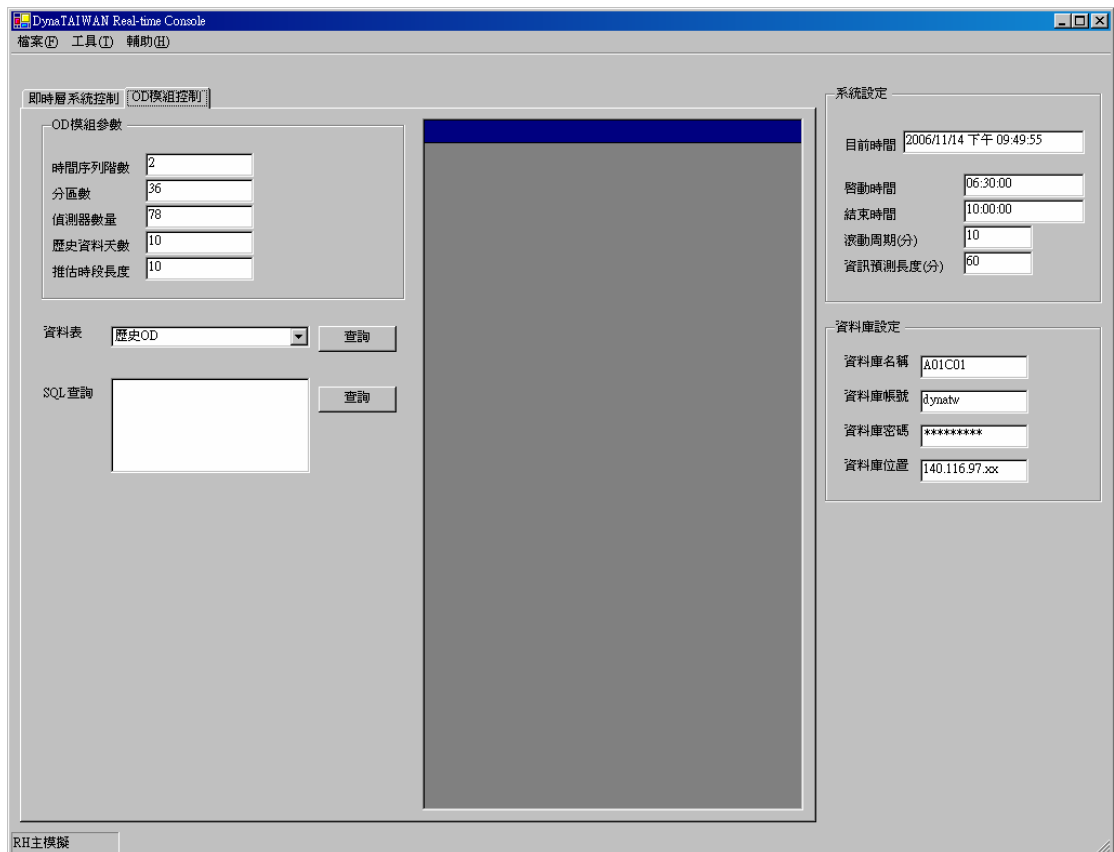 DynaTAIWAN Real-time Console
檔案(F) 工具(T) 輔助(H)
即時層系統控制 OD模組控制
OD模組參數
時間序列階數 2
分區數 36
偵測器數量 78
歷史資料天數 10
推估時段長度 10
資料表 歷史OD 查詢
SQL查詢 查詢
系統設定
目前時間 2006/11/14 下午 09:49:55
啓動時間 06:30:00
結束時間 10:00:00
滾動周期(分) 10
資訊預測長度(分) 60
資料庫設定
資料庫名稱 A01C01
資料庫帳號 dynatw
資料庫密碼 *********
資料庫位置 140.116.97.xx
RH主模擬